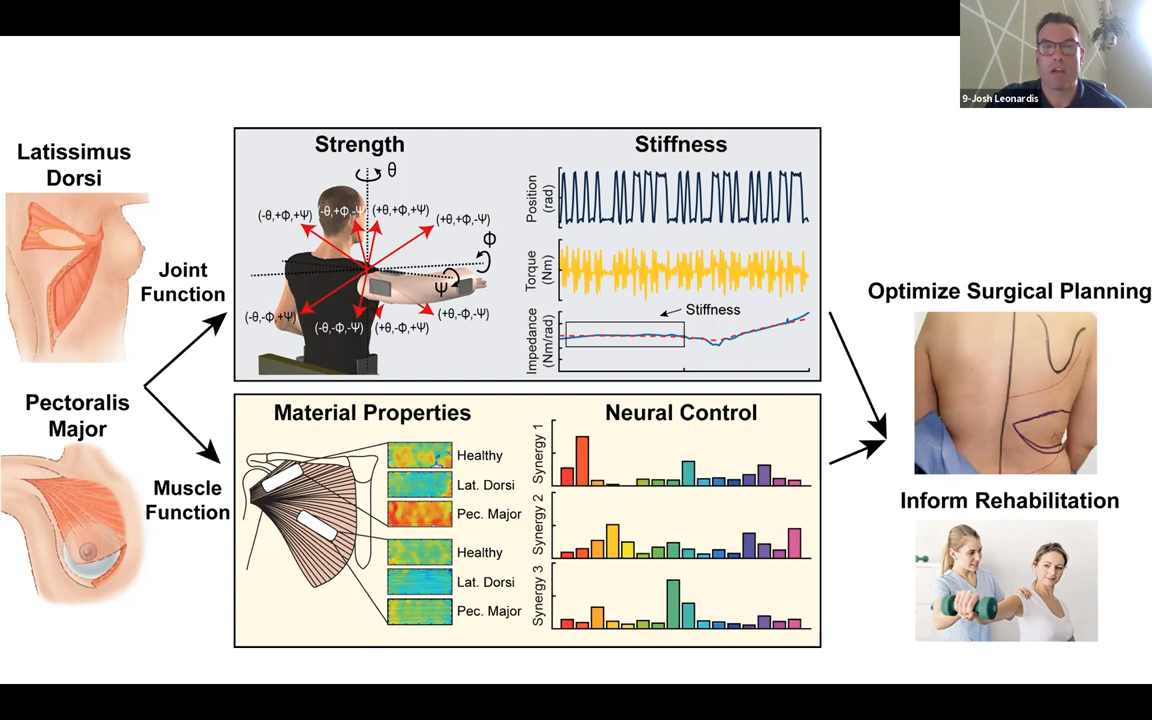 9-Josh Leonardis
Latissimus
Dorsi
Pectoralis
Major
Joint
Function
Muscle
Function
Strength
θ
(-θ,+Φ,+Ψ)
(-θ,+Φ,-Ψ)
(+θ,+Φ,+Ψ)
(+θ,+Φ,-Ψ)
Φ
Ψ
(-θ,-Φ,+Ψ)
(-θ,-Φ,-Ψ)
(+θ,-Φ,+Ψ)
(+θ,-Φ,-Ψ)
Stiffness
Position
(rad)
Torque
(Nm)
Impedance
(Nm/rad)
Stiffness
Material Properties
Healthy
Lat. Dorsi
Pec. Major
Healthy
Lat. Dorsi
Pec. Major
Neural Control
Synergy 1
Synergy 2
Synergy 3
Optimize Surgical Planning
Inform Rehabilitation